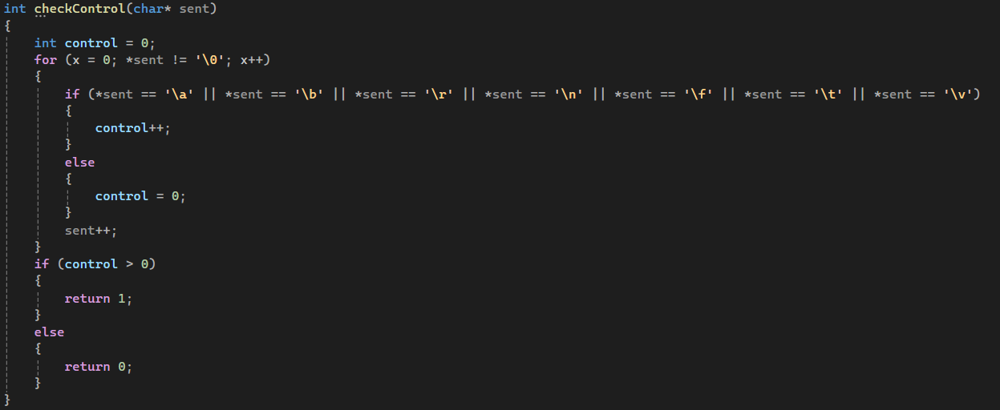 int checkControl(char* sent)
{
    int control = 0;
    for (x = 0; *sent != '\0'; x++)
    {
        if (*sent == '\a' || *sent == '\b' || *sent == '\r' || *sent == '\n' || *sent == '\f' || *sent == '\t' || *sent == '\v')
        {
            control++;
        }
        else
        {
            control = 0;
        }
        sent++;
    }
    if (control > 0)
    {
        return 1;
    }
    else
    {
        return 0;
    }
}